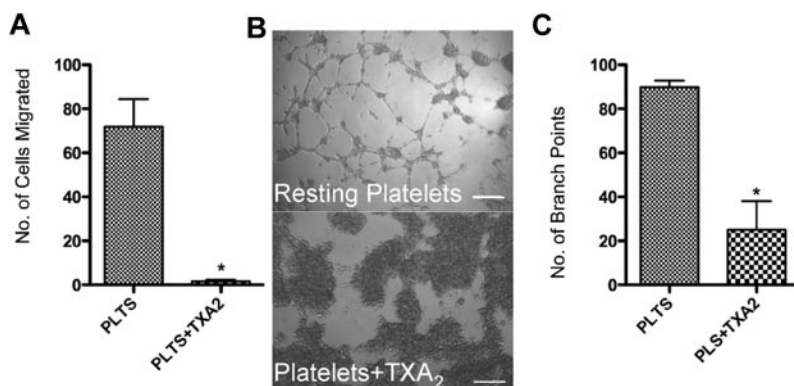 A
No. of Cells Migrated
100
80
60
40
20
0
*
PLTS
PLTS+TXA2
B
Resting Platelets
Platelets+TXA₂
C
No. of Branch Points
100
80
60
40
20
0
*
PLTS
PLS+TXA2